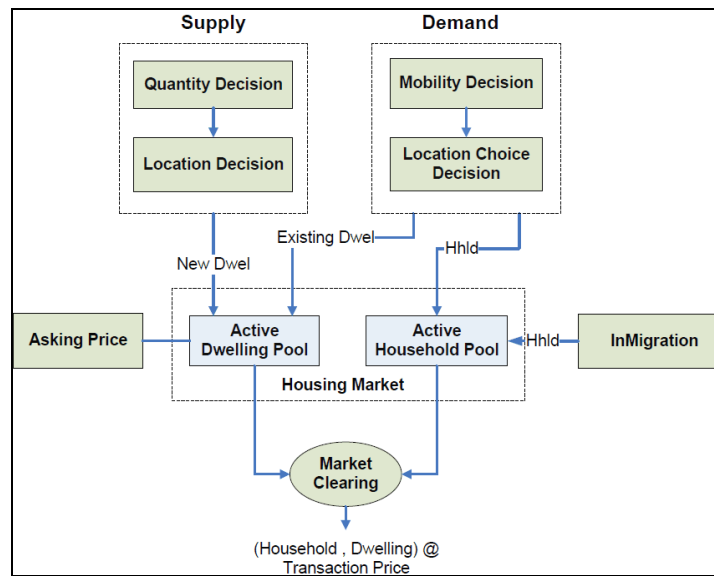 Supply
Demand
Quantity Decision
Mobility Decision
Location Decision
Location Choice
Decision
Existing Dwel
Hhld
New Dwel
Asking Price
Active
Dwelling Pool
Active
Household Pool
Hhld
InMigration
Housing Market
Market
Clearing
(Household , Dwelling) @
Transaction Price